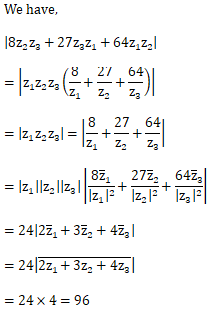 We have,
|8z₂z₃ + 27z₃z₁ + 64z₁z₂|
= |z₁z₂z₃(8/z₁ + 27/z₂ + 64/z₃)|
= |z₁z₂z₃| = |8/z₁ + 27/z₂ + 64/z₃|
= |z₁||z₂||z₃| |8z̅₁/|z₁|² + 27z̅₂/|z₂|² + 64z̅₃/|z₃|²|
= 24|2z̅₁ + 3z̅₂ + 4z̅₃|
= 24|\overline{2z₁ + 3z₂ + 4z₃}|
= 24 × 4 = 96